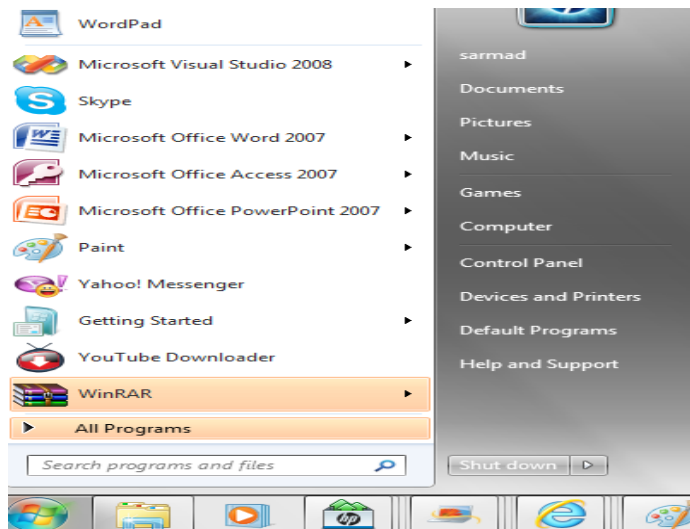 WordPad
Microsoft Visual Studio 2008
Skype
Microsoft Office Word 2007
Microsoft Office Access 2007
Microsoft Office PowerPoint 2007
Paint
Yahoo! Messenger
Getting Started
YouTube Downloader
WinRAR
All Programs
Search programs and files
sarmad
Documents
Pictures
Music
Games
Computer
Control Panel
Devices and Printers
Default Programs
Help and Support
Shut down
hp